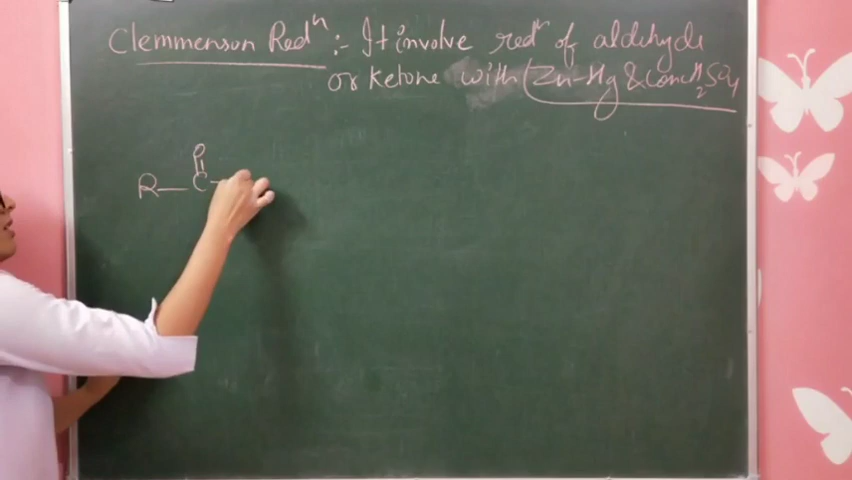 Clemmenson Redⁿ :- It involve redⁿ of aldehyde
or Ketone with (Zn-Hg & Conc H₂SO₄
O
R — C —